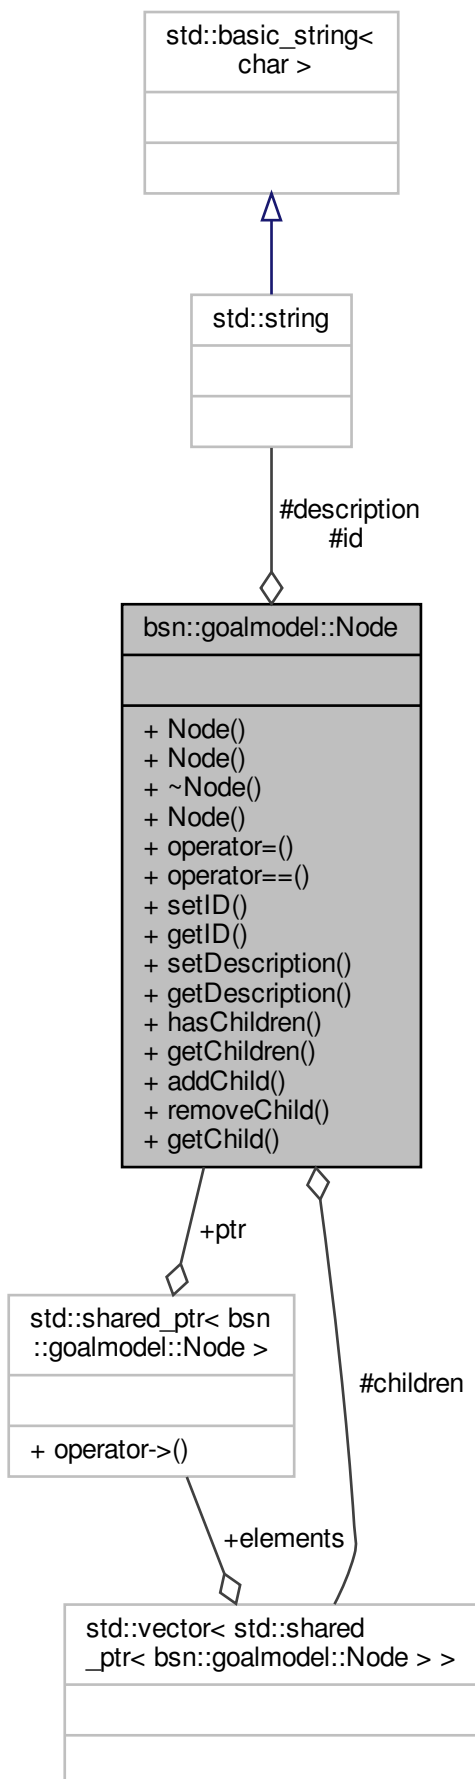 std::basic_string<
char >
std::string
#description
#id
bsn::goalmodel::Node
+ Node()
+ Node()
+ ~Node()
+ Node()
+ operator=()
+ operator==()
+ setID()
+ getID()
+ setDescription()
+ getDescription()
+ hasChildren()
+ getChildren()
+ addChild()
+ removeChild()
+ getChild()
+ptr
std::shared_ptr< bsn
::goalmodel::Node >
#children
+ operator->()
+elements
std::vector< std::shared
_ptr< bsn::goalmodel::Node > >